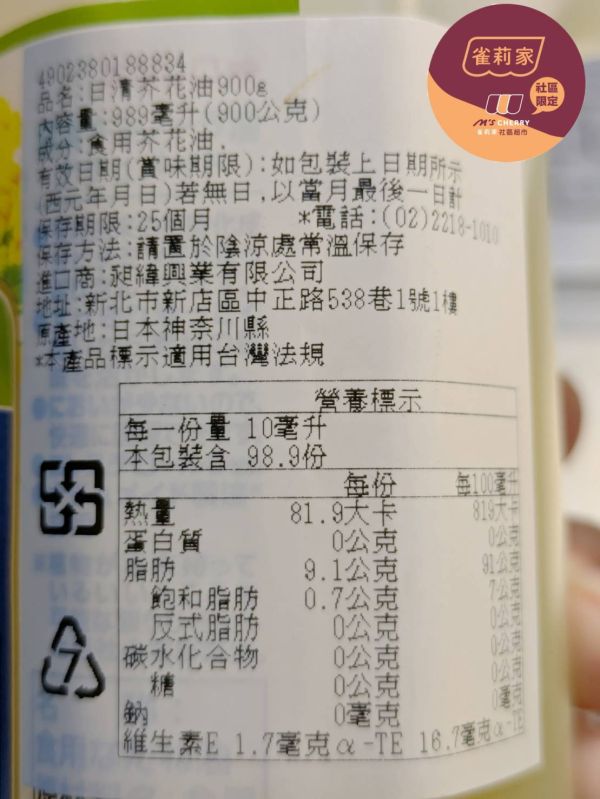 雀莉家
社區
限定
M's CHERRY
雀莉家 社區超市
4902380188834
品名:日清芥花油900g
內容量:989毫升(900公克)
成分:食用芥花油.
有效日期(賞味期限):如包裝上日期所示
(西元年月日)若無日,以當月最後一日計
保存期限:25個月 *電話:(02)2218-1010
保存方法:請置於陰涼處常溫保存
進口商:昶緯興業有限公司
地址:新北市新店區中正路538巷1號1樓
原產地:日本神奈川縣
*本產品標示適用台灣法規
營養標示
每一份量 10毫升
本包裝含 98.9份
每份 每100毫升
熱量 81.9大卡 819大卡
蛋白質 0公克 0公克
脂肪 9.1公克 91公克
飽和脂肪 0.7公克 7公克
反式脂肪 0公克 0公克
碳水化合物 0公克 0公克
糖 0公克 0公克
鈉 0毫克 0毫克
維生素E 1.7毫克α-TE 16.7毫克α-TE
7